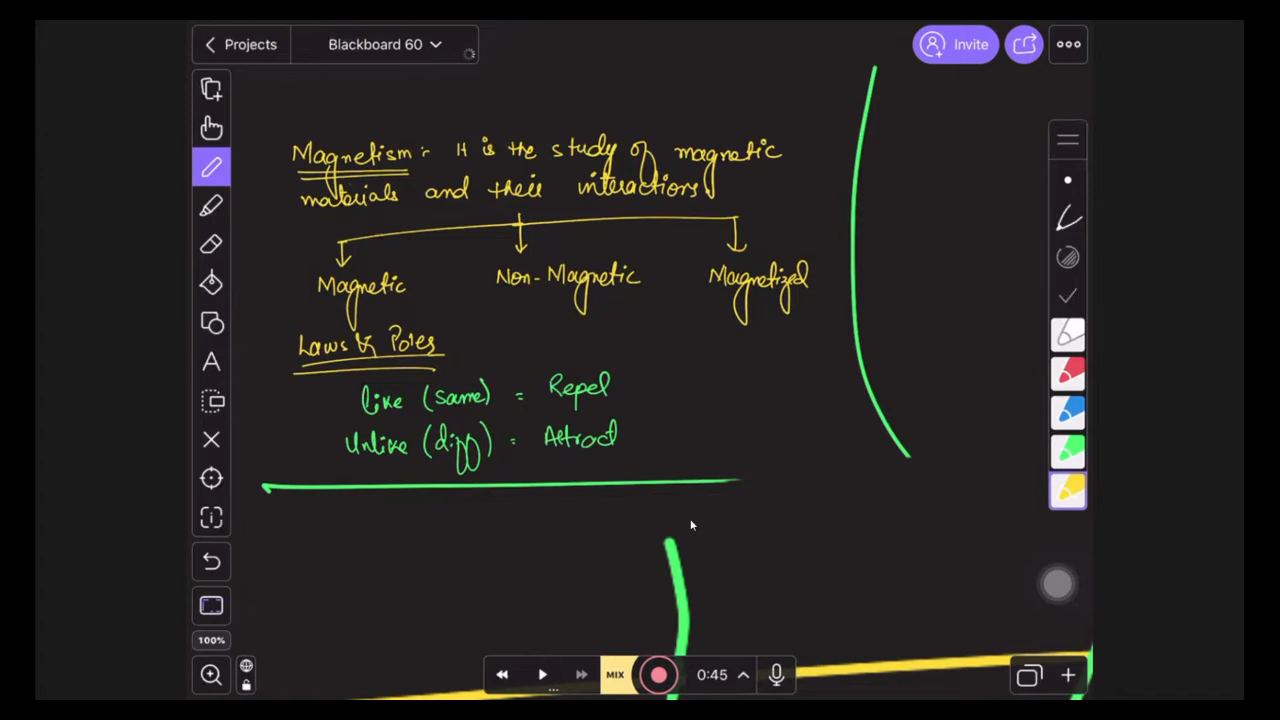 Projects
Blackboard 60
Invite
Magnetism:- It is the study of magnetic
materials and their interactions.
Magnetic Non-Magnetic Magnetized
Laws & Poles
like (same) = Repel
Unlike (diff) = Attract
A
100%
MIX
0:45